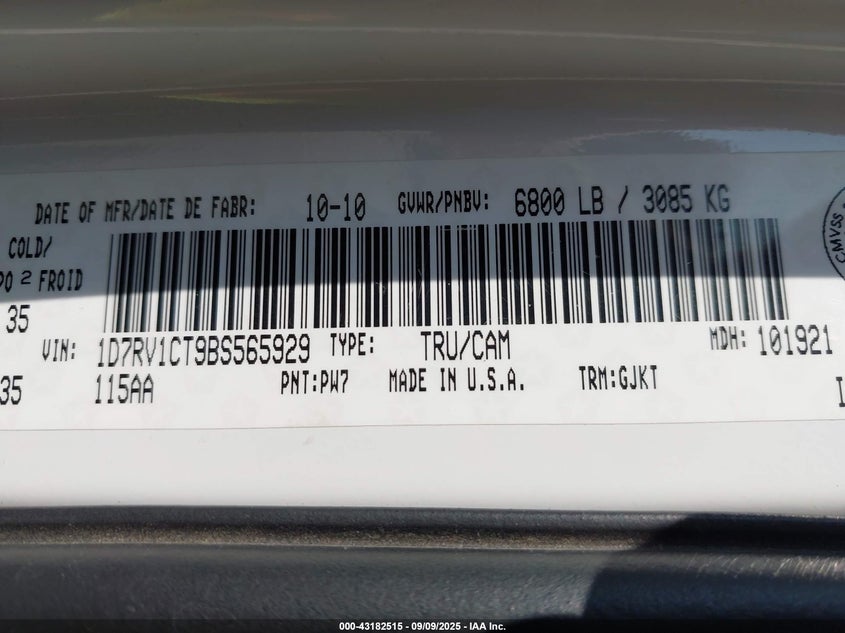 DATE OF MFR/DATE DE FABR: 10-10 GVWR/PNBV: 6800 LB / 3085 KG
COLD/
2 FROID
35
VIN: 1D7RV1CT9BS565929 TYPE: TRU/CAM MDH: 101921
35 115AA PNT:PW7 MADE IN U.S.A. TRM:GJKT
CMVSS
000-43182515 - 09/09/2025 - IAA Inc.